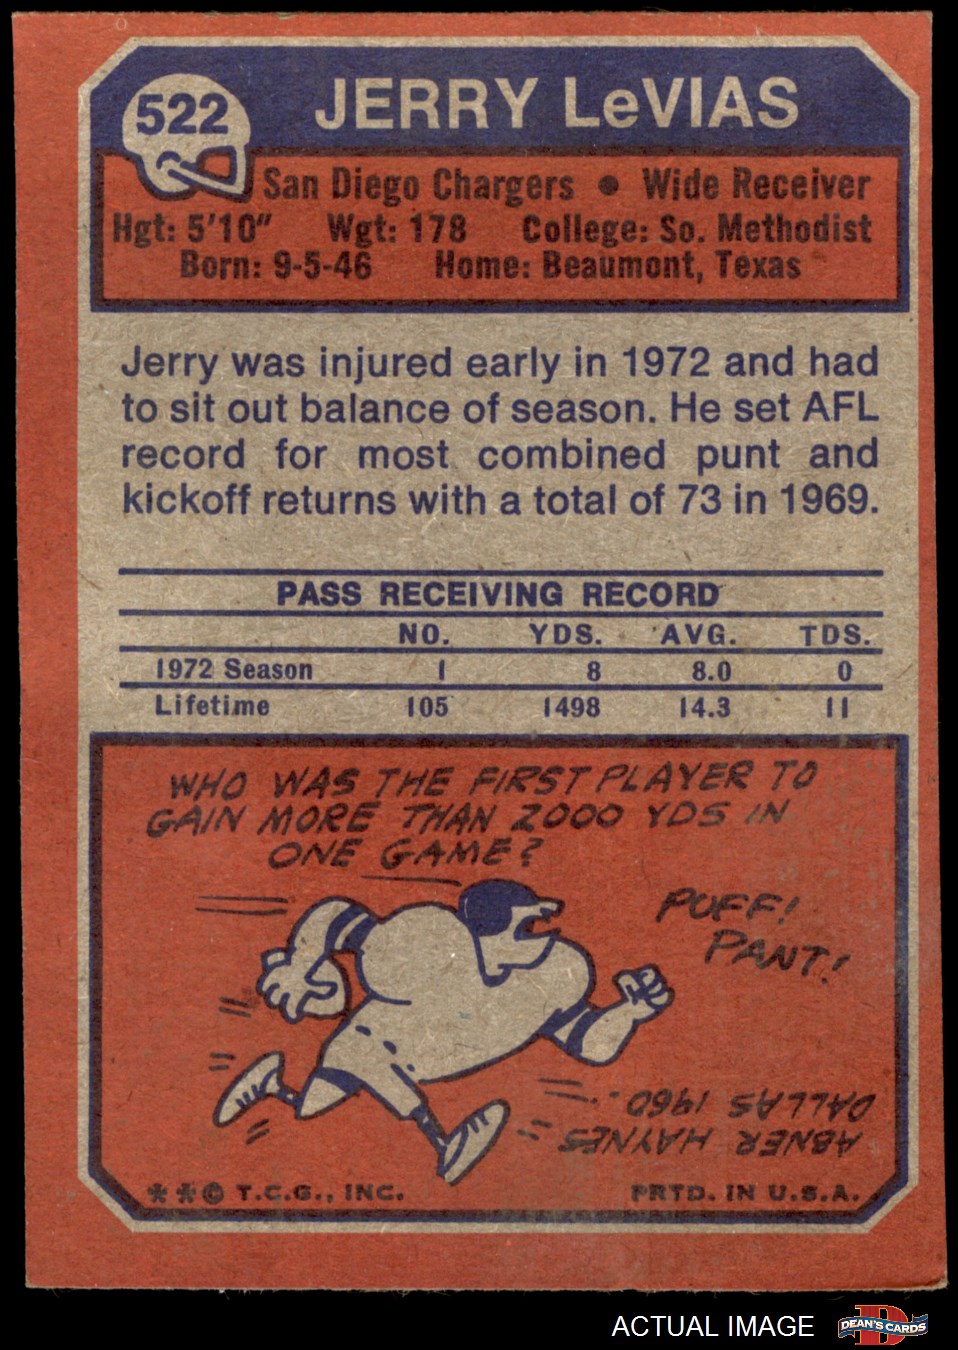 522
JERRY LeVIAS
San Diego Chargers • Wide Receiver
Hgt: 5'10" Wgt: 178 College: So. Methodist
Born: 9-5-46 Home: Beaumont, Texas
Jerry was injured early in 1972 and had
to sit out balance of season. He set AFL
record for most combined punt and
kickoff returns with a total of 73 in 1969.
PASS RECEIVING RECORD
NO. YDS. AVG. TDS.
1972 Season 1 8 8.0 0
Lifetime 105 1498 14.3 11
WHO WAS THE FIRST PLAYER TO
GAIN MORE THAN 2000 YDS IN
ONE GAME?
PUFF!
PANT!
ABNER HAYNES
DALLAS 1960
**© T.C.G., INC. PRTD. IN U.S.A.
ACTUAL IMAGE
D
DEAN'S CARDS